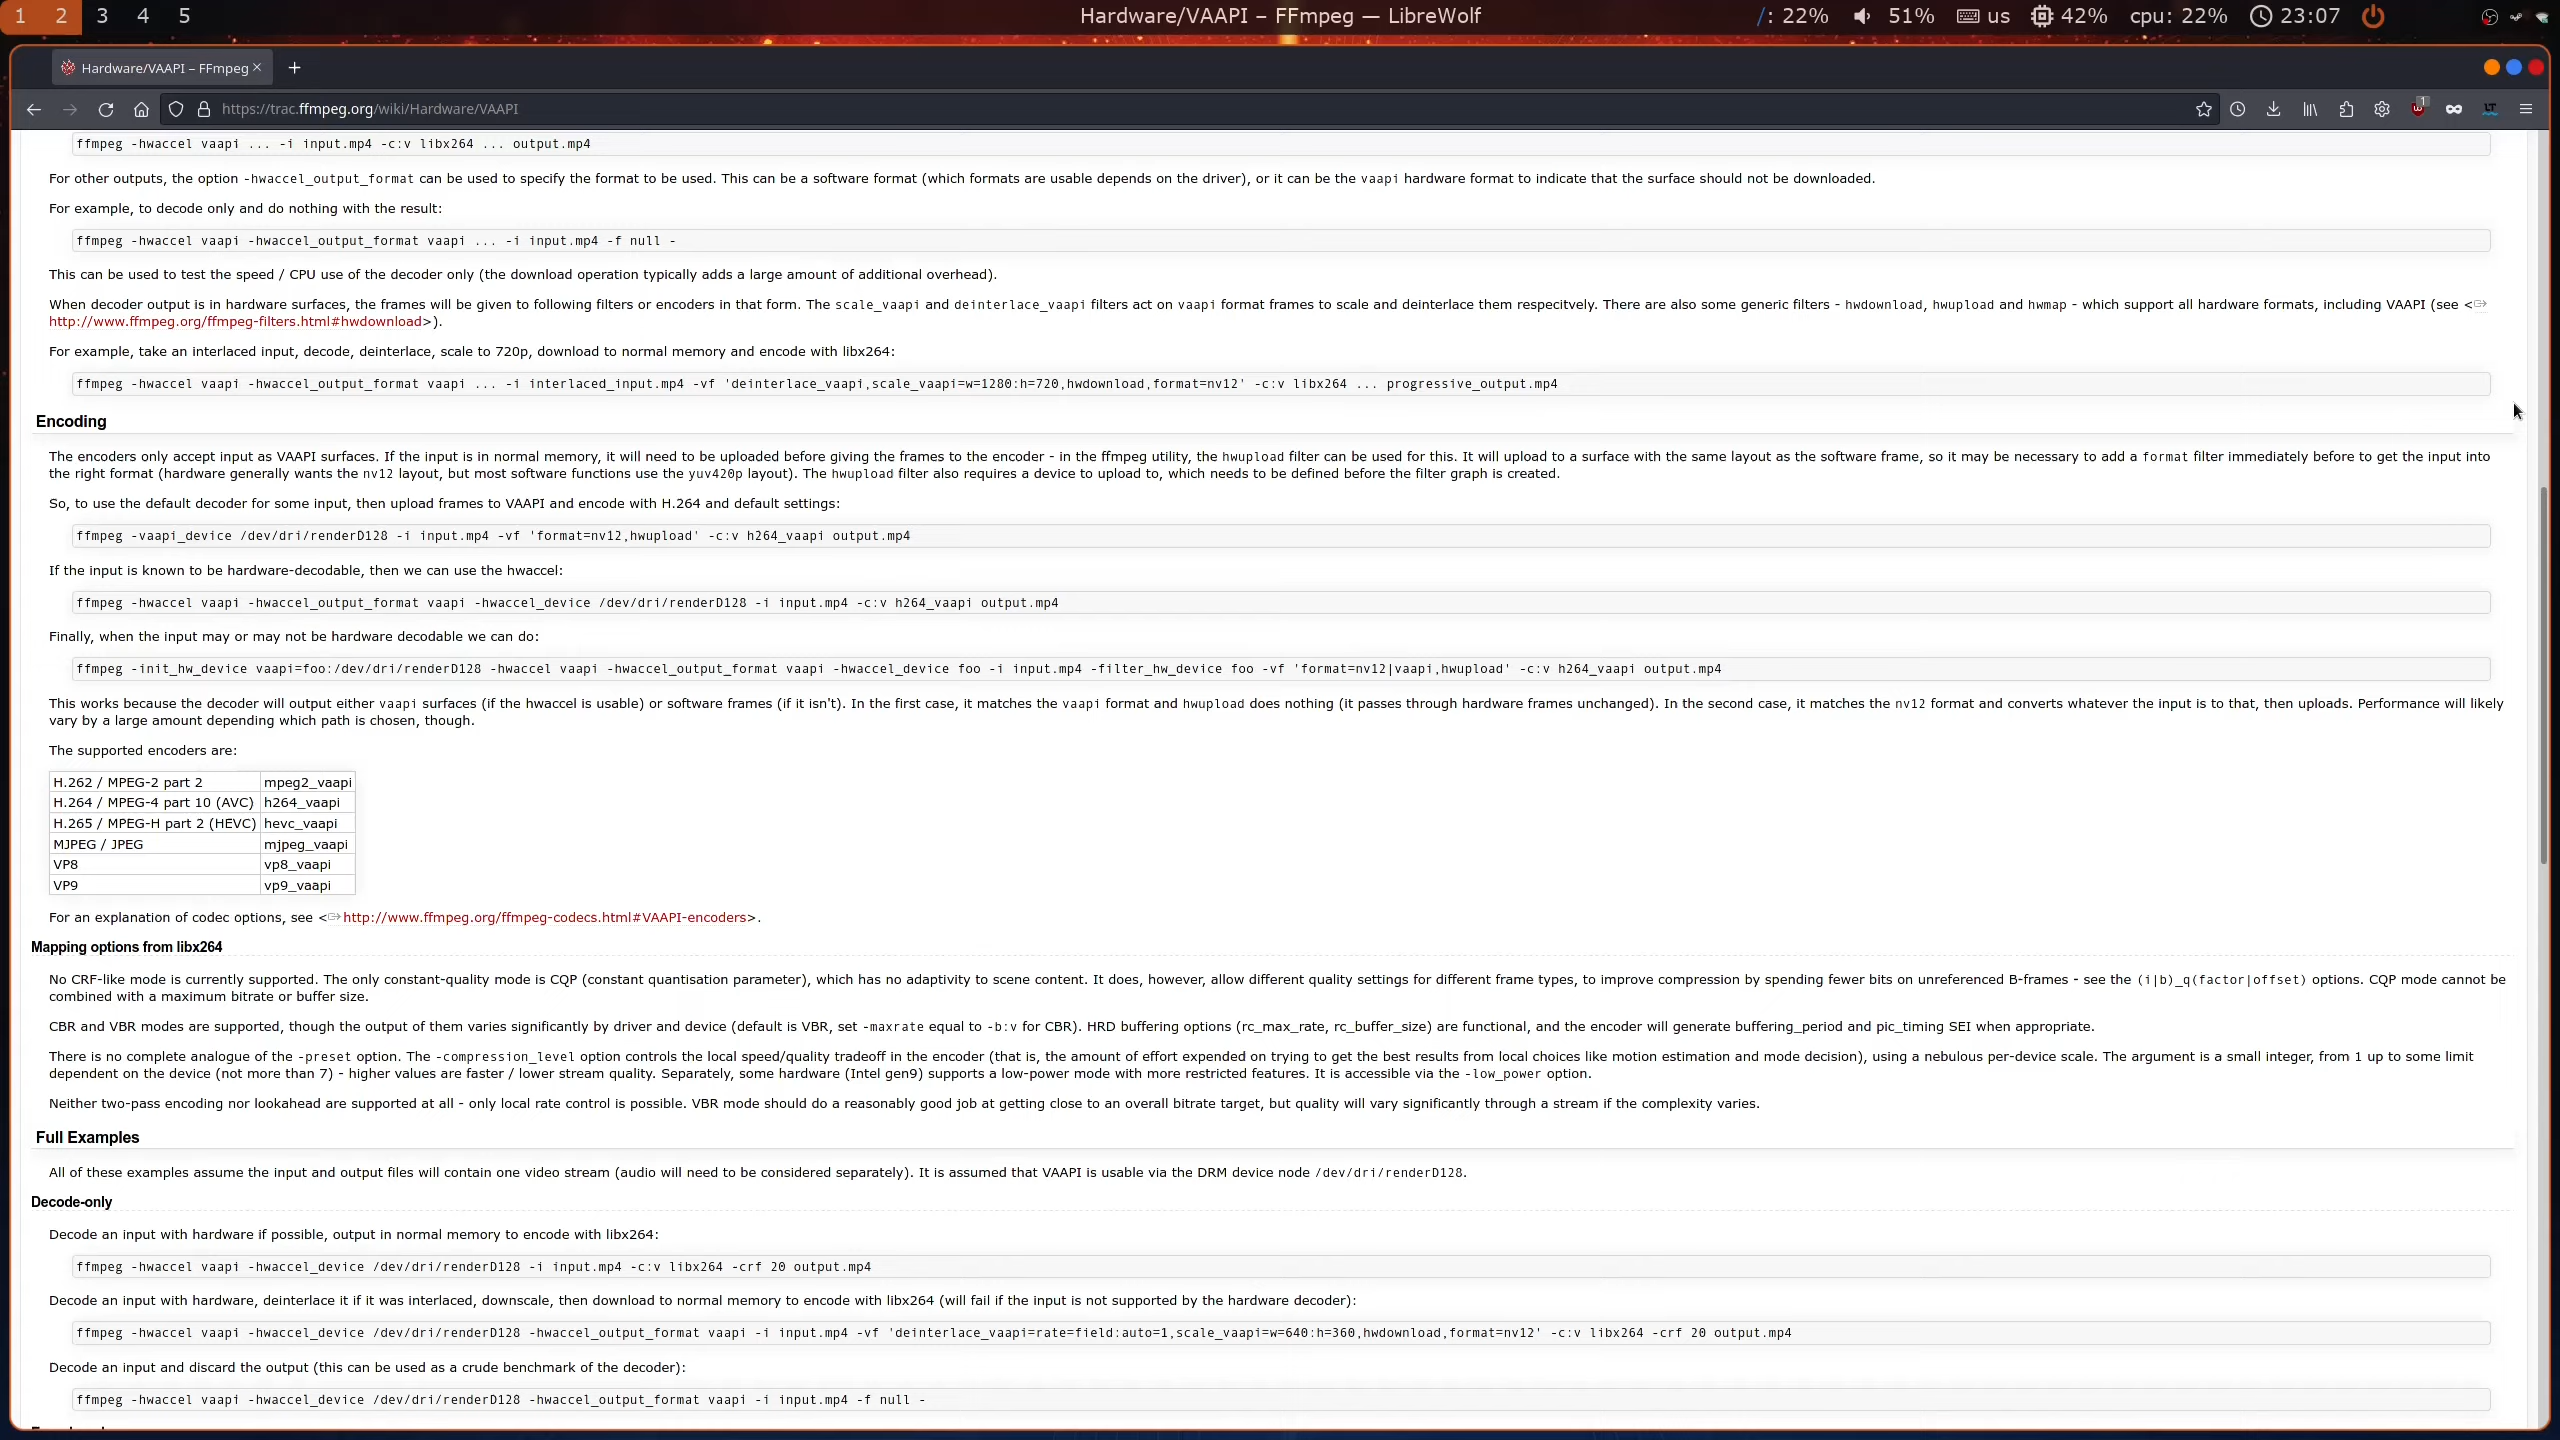 1 2 3 4 5 Hardware/VAAPI – FFmpeg — LibreWolf /: 22% 51% us 42% cpu: 22% 23:07
Hardware/VAAPI – FFmpeg
https://trac.ffmpeg.org/wiki/Hardware/VAAPI 1 LT
ffmpeg -hwaccel vaapi ... -i input.mp4 -c:v libx264 ... output.mp4
For other outputs, the option -hwaccel_output_format can be used to specify the format to be used. This can be a software format (which formats are usable depends on the driver), or it can be the vaapi hardware format to indicate that the surface should not be downloaded.
For example, to decode only and do nothing with the result:
ffmpeg -hwaccel vaapi -hwaccel_output_format vaapi ... -i input.mp4 -f null -
This can be used to test the speed / CPU use of the decoder only (the download operation typically adds a large amount of additional overhead).
When decoder output is in hardware surfaces, the frames will be given to following filters or encoders in that form. The scale_vaapi and deinterlace_vaapi filters act on vaapi format frames to scale and deinterlace them respecitvely. There are also some generic filters - hwdownload, hwupload and hwmap - which support all hardware formats, including VAAPI (see <
http://www.ffmpeg.org/ffmpeg-filters.html#hwdownload>).
For example, take an interlaced input, decode, deinterlace, scale to 720p, download to normal memory and encode with libx264:
ffmpeg -hwaccel vaapi -hwaccel_output_format vaapi ... -i interlaced_input.mp4 -vf 'deinterlace_vaapi,scale_vaapi=w=1280:h=720,hwdownload,format=nv12' -c:v libx264 ... progressive_output.mp4
Encoding
The encoders only accept input as VAAPI surfaces. If the input is in normal memory, it will need to be uploaded before giving the frames to the encoder - in the ffmpeg utility, the hwupload filter can be used for this. It will upload to a surface with the same layout as the software frame, so it may be necessary to add a format filter immediately before to get the input into
the right format (hardware generally wants the nv12 layout, but most software functions use the yuv420p layout). The hwupload filter also requires a device to upload to, which needs to be defined before the filter graph is created.
So, to use the default decoder for some input, then upload frames to VAAPI and encode with H.264 and default settings:
ffmpeg -vaapi_device /dev/dri/renderD128 -i input.mp4 -vf 'format=nv12,hwupload' -c:v h264_vaapi output.mp4
If the input is known to be hardware-decodable, then we can use the hwaccel:
ffmpeg -hwaccel vaapi -hwaccel_output_format vaapi -hwaccel_device /dev/dri/renderD128 -i input.mp4 -c:v h264_vaapi output.mp4
Finally, when the input may or may not be hardware decodable we can do:
ffmpeg -init_hw_device vaapi=foo:/dev/dri/renderD128 -hwaccel vaapi -hwaccel_output_format vaapi -hwaccel_device foo -i input.mp4 -filter_hw_device foo -vf 'format=nv12|vaapi,hwupload' -c:v h264_vaapi output.mp4
This works because the decoder will output either vaapi surfaces (if the hwaccel is usable) or software frames (if it isn't). In the first case, it matches the vaapi format and hwupload does nothing (it passes through hardware frames unchanged). In the second case, it matches the nv12 format and converts whatever the input is to that, then uploads. Performance will likely
vary by a large amount depending which path is chosen, though.
The supported encoders are:
H.262 / MPEG-2 part 2 mpeg2_vaapi
H.264 / MPEG-4 part 10 (AVC) h264_vaapi
H.265 / MPEG-H part 2 (HEVC) hevc_vaapi
MJPEG / JPEG mjpeg_vaapi
VP8 vp8_vaapi
VP9 vp9_vaapi
For an explanation of codec options, see <http://www.ffmpeg.org/ffmpeg-codecs.html#VAAPI-encoders>.
Mapping options from libx264
No CRF-like mode is currently supported. The only constant-quality mode is CQP (constant quantisation parameter), which has no adaptivity to scene content. It does, however, allow different quality settings for different frame types, to improve compression by spending fewer bits on unreferenced B-frames - see the (i|b)_q(factor|offset) options. CQP mode cannot be
combined with a maximum bitrate or buffer size.
CBR and VBR modes are supported, though the output of them varies significantly by driver and device (default is VBR, set -maxrate equal to -b:v for CBR). HRD buffering options (rc_max_rate, rc_buffer_size) are functional, and the encoder will generate buffering_period and pic_timing SEI when appropriate.
There is no complete analogue of the -preset option. The -compression_level option controls the local speed/quality tradeoff in the encoder (that is, the amount of effort expended on trying to get the best results from local choices like motion estimation and mode decision), using a nebulous per-device scale. The argument is a small integer, from 1 up to some limit
dependent on the device (not more than 7) - higher values are faster / lower stream quality. Separately, some hardware (Intel gen9) supports a low-power mode with more restricted features. It is accessible via the -low_power option.
Neither two-pass encoding nor lookahead are supported at all - only local rate control is possible. VBR mode should do a reasonably good job at getting close to an overall bitrate target, but quality will vary significantly through a stream if the complexity varies.
Full Examples
All of these examples assume the input and output files will contain one video stream (audio will need to be considered separately). It is assumed that VAAPI is usable via the DRM device node /dev/dri/renderD128.
Decode-only
Decode an input with hardware if possible, output in normal memory to encode with libx264:
ffmpeg -hwaccel vaapi -hwaccel_device /dev/dri/renderD128 -i input.mp4 -c:v libx264 -crf 20 output.mp4
Decode an input with hardware, deinterlace it if it was interlaced, downscale, then download to normal memory to encode with libx264 (will fail if the input is not supported by the hardware decoder):
ffmpeg -hwaccel vaapi -hwaccel_device /dev/dri/renderD128 -hwaccel_output_format vaapi -i input.mp4 -vf 'deinterlace_vaapi=rate=field:auto=1,scale_vaapi=w=640:h=360,hwdownload,format=nv12' -c:v libx264 -crf 20 output.mp4
Decode an input and discard the output (this can be used as a crude benchmark of the decoder):
ffmpeg -hwaccel vaapi -hwaccel_device /dev/dri/renderD128 -hwaccel_output_format vaapi -i input.mp4 -f null -